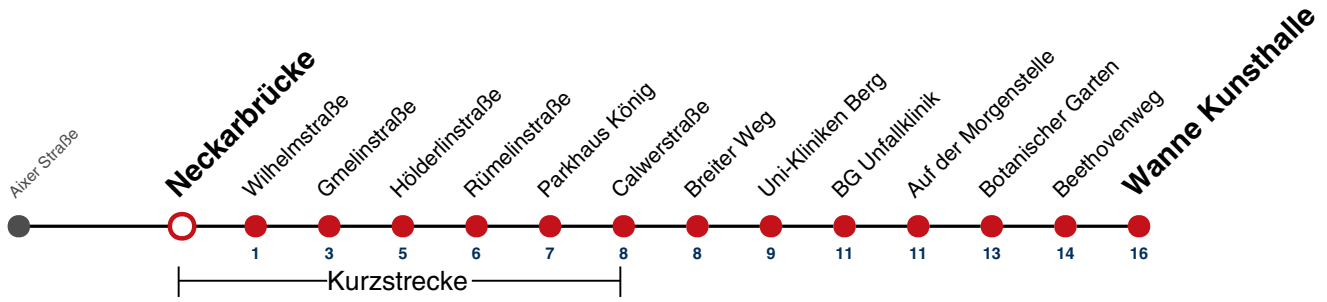 Aixer Straße
Neckarbrücke
Wilhelmstraße
Gmelinstraße
Hölderlinstraße
Rümelinstraße
Parkhaus König
Calwerstraße
Breiter Weg
Uni-Kliniken Berg
BG Unfallklinik
Auf der Morgenstelle
Botanischer Garten
Beethovenweg
Wanne Kunsthalle
1 3 5 6 7 8 8 9 11 11 13 14 16
Kurzstrecke